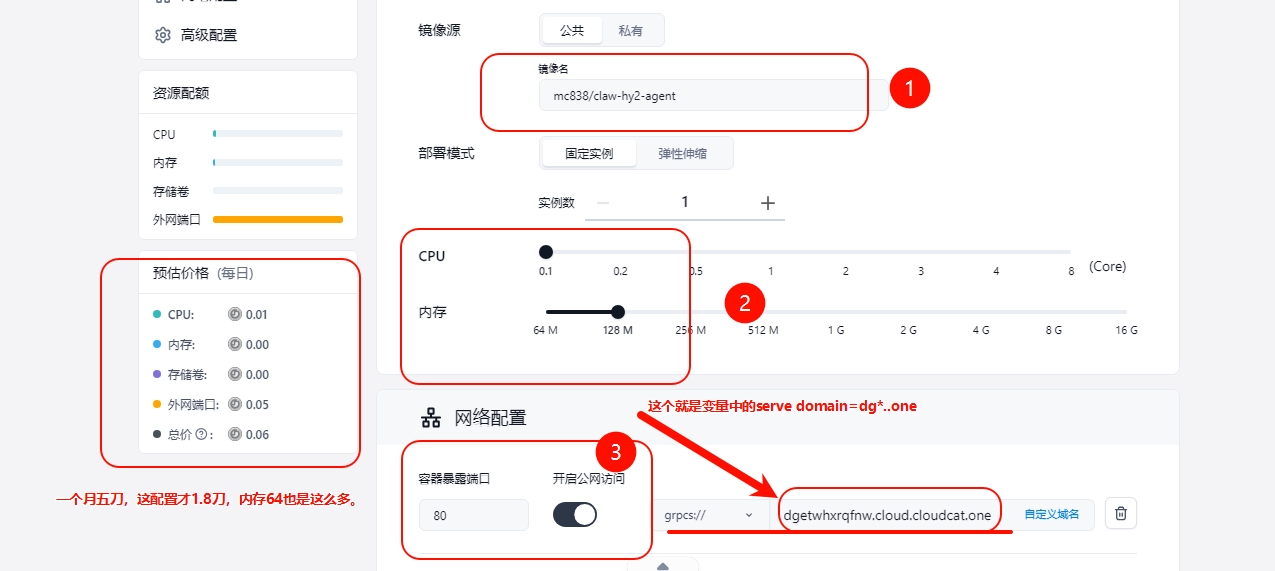 高级配置
资源配额
CPU
内存
存储卷
外网端口
预估价格 (每日)
CPU: 0.01
内存: 0.00
存储卷: 0.00
外网端口: 0.05
总价 : 0.06
一个月五刀，这配置才1.8刀，内存64也是这么多。
镜像源 公共 私有
镜像名
mc838/claw-hy2-agent
1
部署模式 固定实例 弹性伸缩
实例数 1
CPU
0.1 0.2 0.5 1 2 3 4 8 (Core)
内存
2
64 M 128 M 256 M 512 M 1 G 2 G 4 G 8 G 16 G
这个就是变量中的serve domain=dg*..one
网络配置
3
容器暴露端口 开启公网访问
80 grpcs:// dgetwhxrqfnw.cloud.cloudcat.one 自定义域名